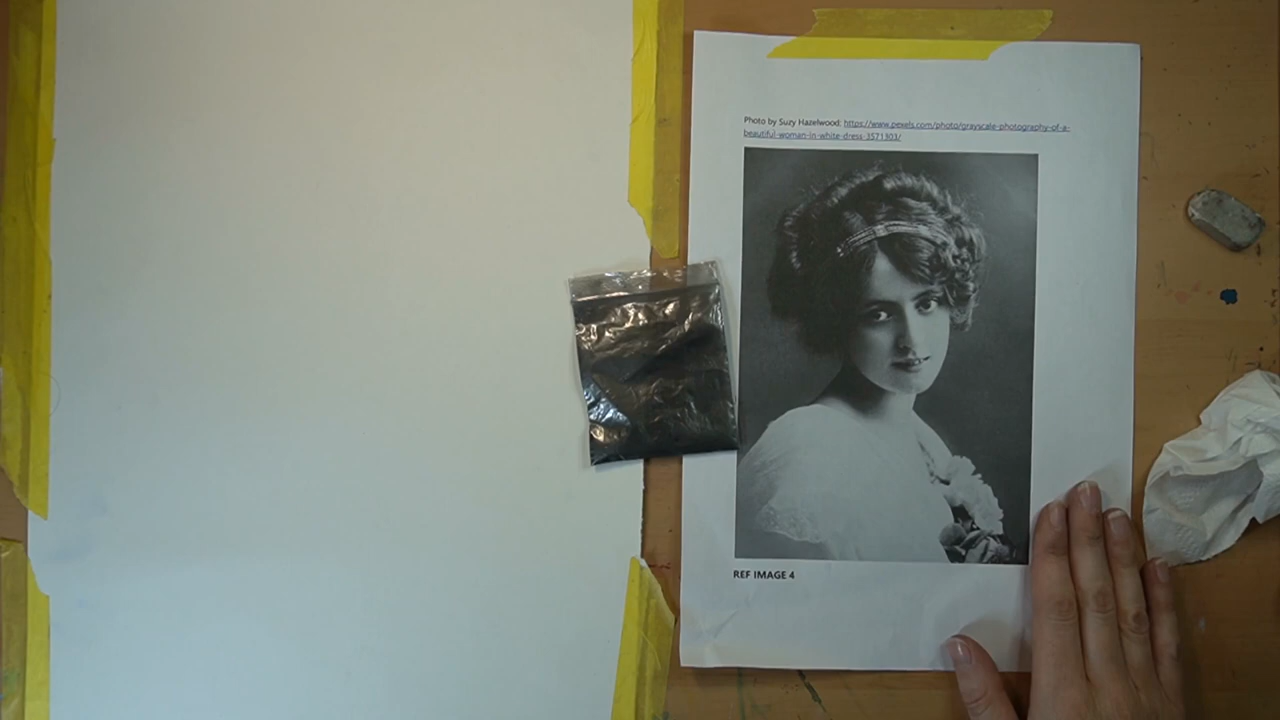 Photo by Suzy Hazelwood: https://www.pexels.com/photo/grayscale-photography-of-a-
beautiful-woman-in-white-dress-3571303/
REF IMAGE 4